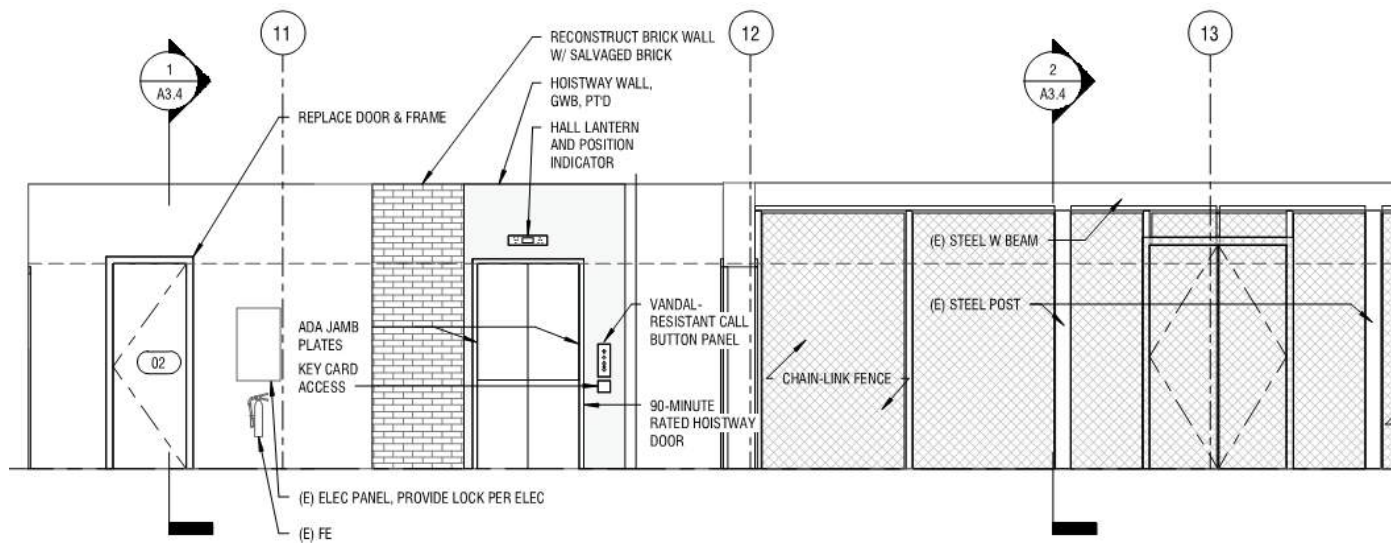 11
12
13
1
A3.4
2
A3.4
RECONSTRUCT BRICK WALL
W/ SALVAGED BRICK
HOISTWAY WALL,
GWB, PT'D
HALL LANTERN
AND POSITION
INDICATOR
REPLACE DOOR & FRAME
(E) STEEL W BEAM
(E) STEEL POST
02
ADA JAMB
PLATES
KEY CARD
ACCESS
VANDAL-
RESISTANT CALL
BUTTON PANEL
CHAIN-LINK FENCE
90-MINUTE
RATED HOISTWAY
DOOR
(E) ELEC PANEL, PROVIDE LOCK PER ELEC
(E) FE